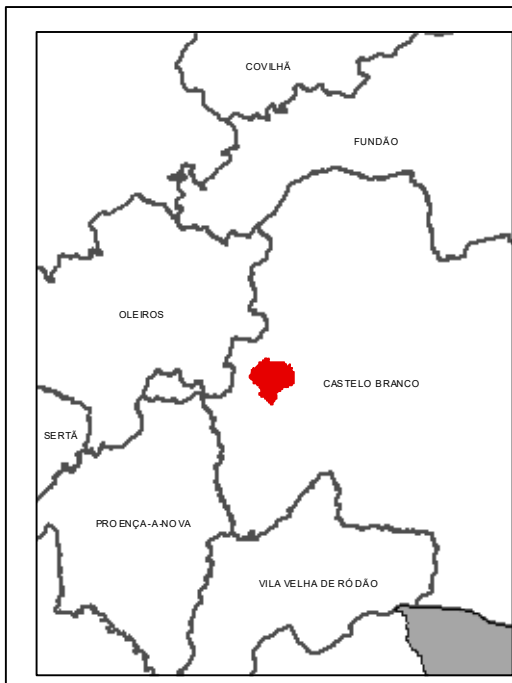 COVILHÃ
FUNDÃO
OLEIROS
CASTELO BRANCO
SERTÃ
PROENÇA-A-NOVA
VILA VELHA DE RÓDÃO